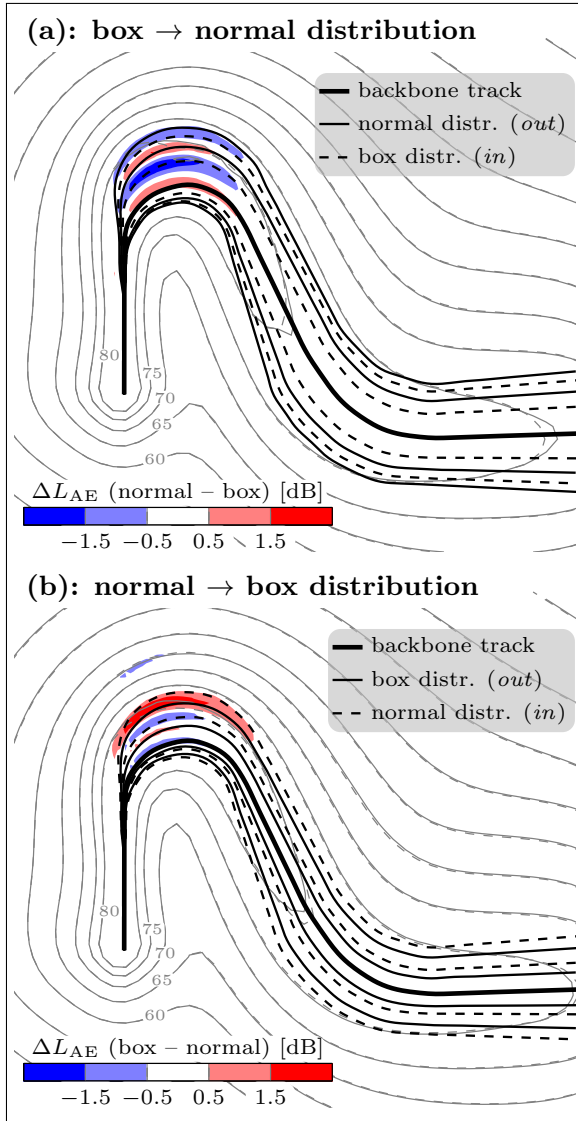 (a): box → normal distribution
backbone track
normal distr. (out)
box distr. (in)
80
75
70
65
60
ΔL_AE (normal – box) [dB]
−1.5 −0.5 0.5 1.5
(b): normal → box distribution
backbone track
box distr. (out)
normal distr. (in)
80
75
70
65
60
ΔL_AE (box – normal) [dB]
−1.5 −0.5 0.5 1.5